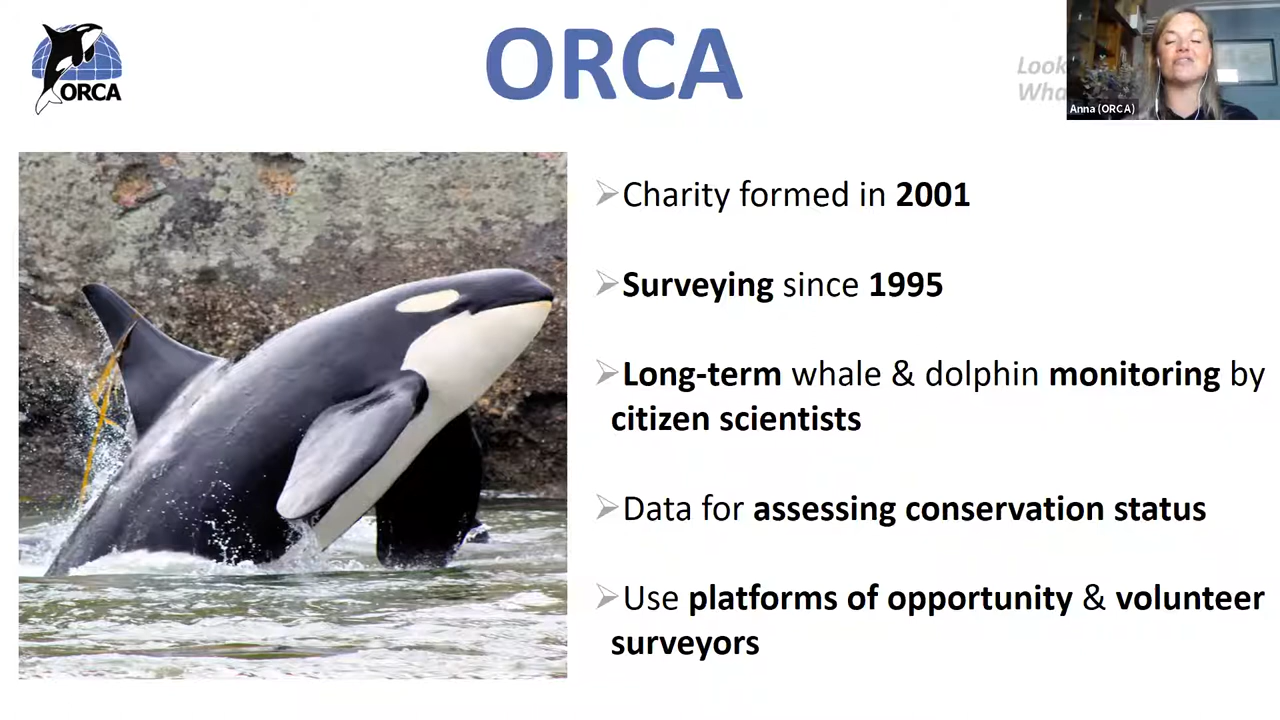 ORCA
ORCA
Look
Anna (ORCA)
➢Charity formed in 2001
➢Surveying since 1995
➢Long-term whale & dolphin monitoring by
citizen scientists
➢Data for assessing conservation status
➢Use platforms of opportunity & volunteer
surveyors